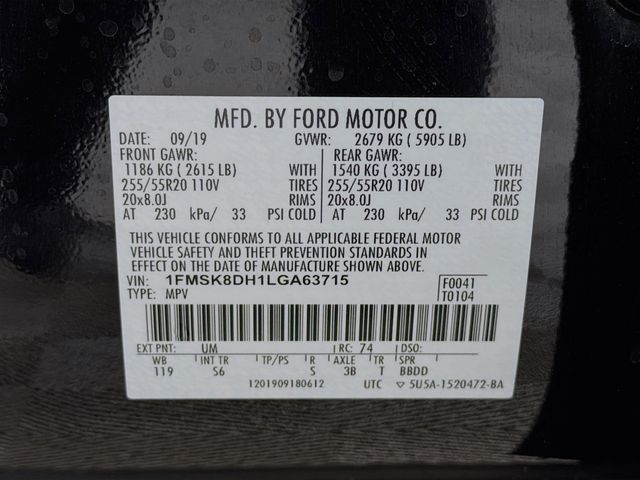 MFD. BY FORD MOTOR CO.
DATE: 09/19 GVWR: 2679 KG ( 5905 LB)
FRONT GAWR: REAR GAWR:
1186 KG ( 2615 LB) WITH 1540 KG ( 3395 LB) WITH
255/55R20 110V TIRES 255/55R20 110V TIRES
20x8.0J RIMS 20x8.0J RIMS
AT 230 kPa/ 33 PSI COLD AT 230 kPa/ 33 PSI COLD
THIS VEHICLE CONFORMS TO ALL APPLICABLE FEDERAL MOTOR
VEHICLE SAFETY AND THEFT PREVENTION STANDARDS IN
EFFECT ON THE DATE OF MANUFACTURE SHOWN ABOVE.
VIN: 1FMSK8DH1LGA63715 F0041
TYPE: MPV T0104
EXT PNT: UM RC: 74 DSO:
WB INT TR TP/PS R AXLE TR SPR
119 S6 S 3B T BBDD
1201909180612 UTC ▽ 5U5A-1520472-BA